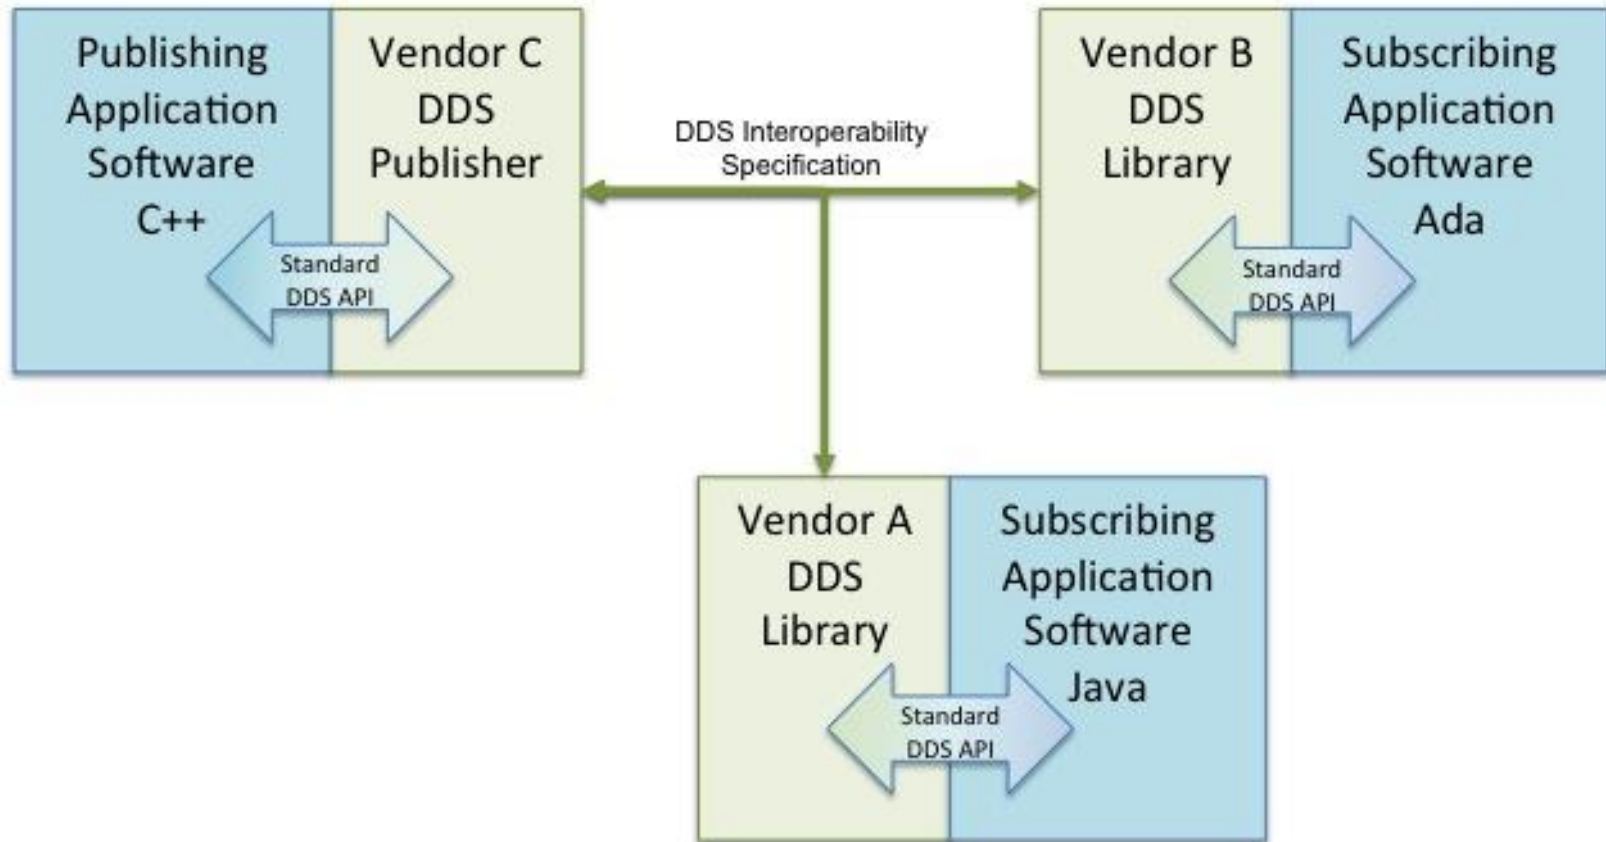 Publishing
Application
Software
C++
Standard
DDS API
Vendor C
DDS
Publisher
DDS Interoperability
Specification
Vendor B
DDS
Library
Standard
DDS API
Subscribing
Application
Software
Ada
Vendor A
DDS
Library
Standard
DDS API
Subscribing
Application
Software
Java